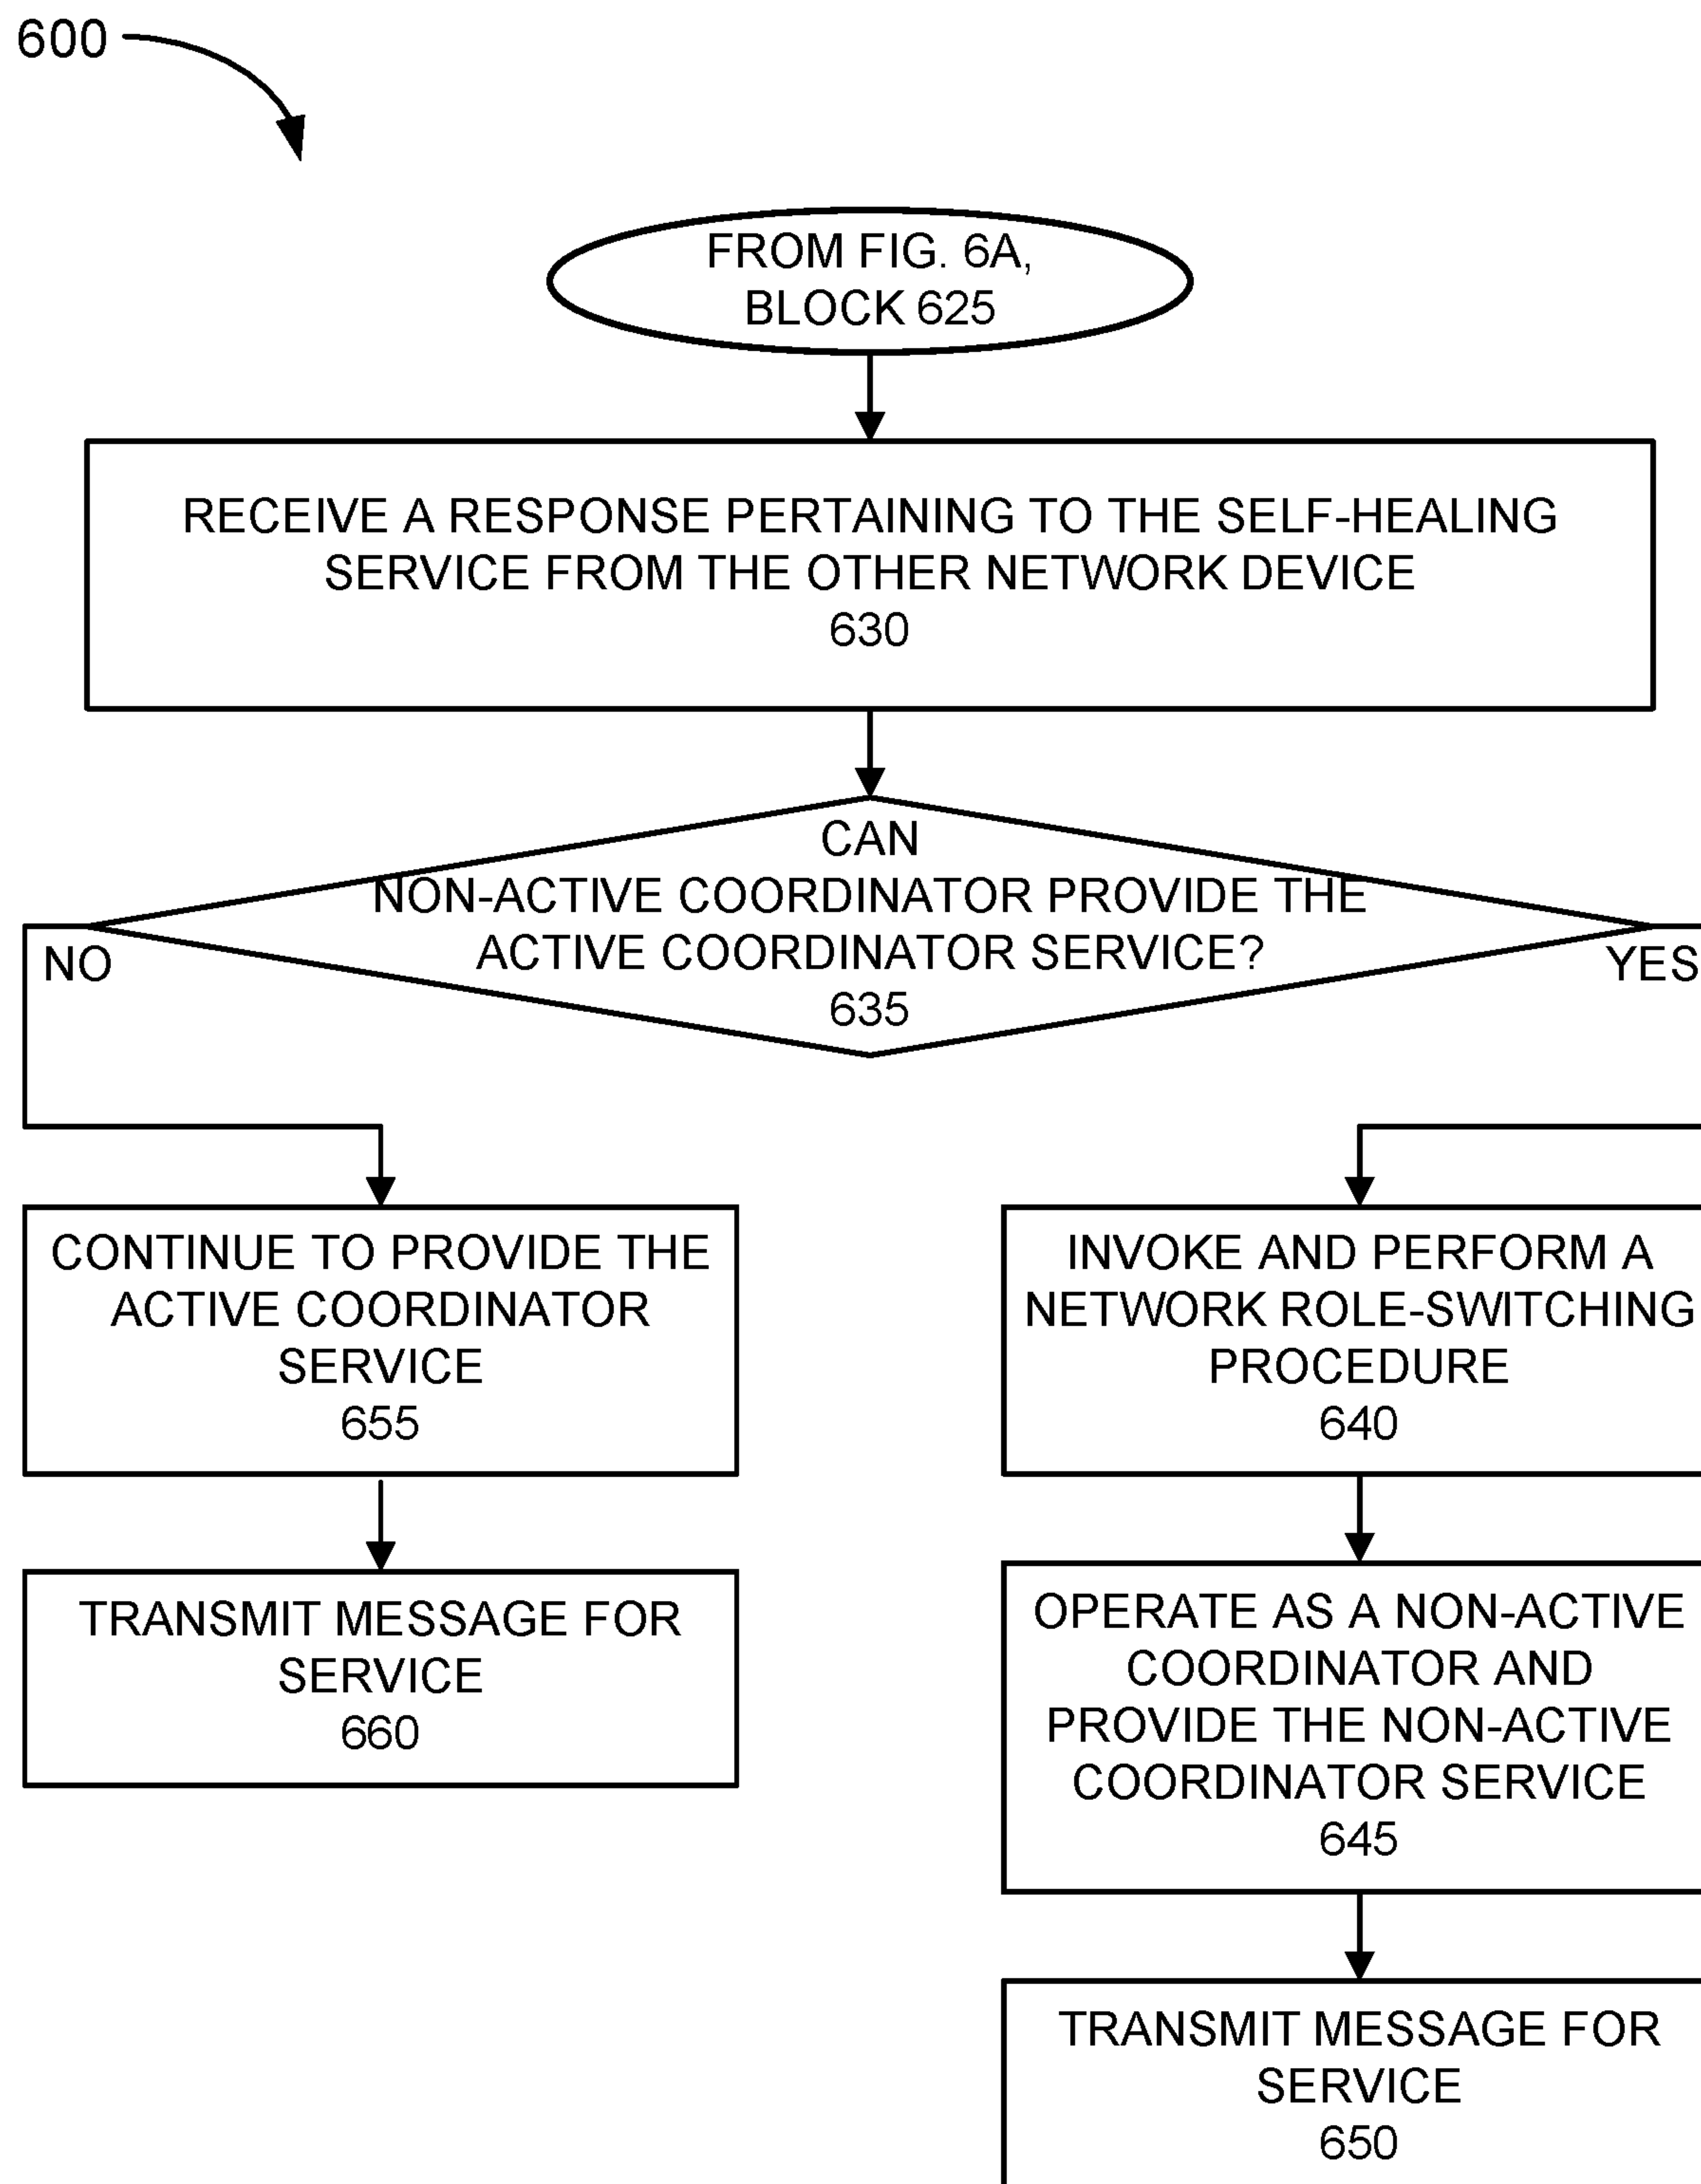 600
FROM FIG. 6A,
BLOCK 625
RECEIVE A RESPONSE PERTAINING TO THE SELF-HEALING
SERVICE FROM THE OTHER NETWORK DEVICE
630
CAN
NON-ACTIVE COORDINATOR PROVIDE THE
ACTIVE COORDINATOR SERVICE?
635
NO
YES
CONTINUE TO PROVIDE THE
ACTIVE COORDINATOR
SERVICE
655
TRANSMIT MESSAGE FOR
SERVICE
660
INVOKE AND PERFORM A
NETWORK ROLE-SWITCHING
PROCEDURE
640
OPERATE AS A NON-ACTIVE
COORDINATOR AND
PROVIDE THE NON-ACTIVE
COORDINATOR SERVICE
645
TRANSMIT MESSAGE FOR
SERVICE
650